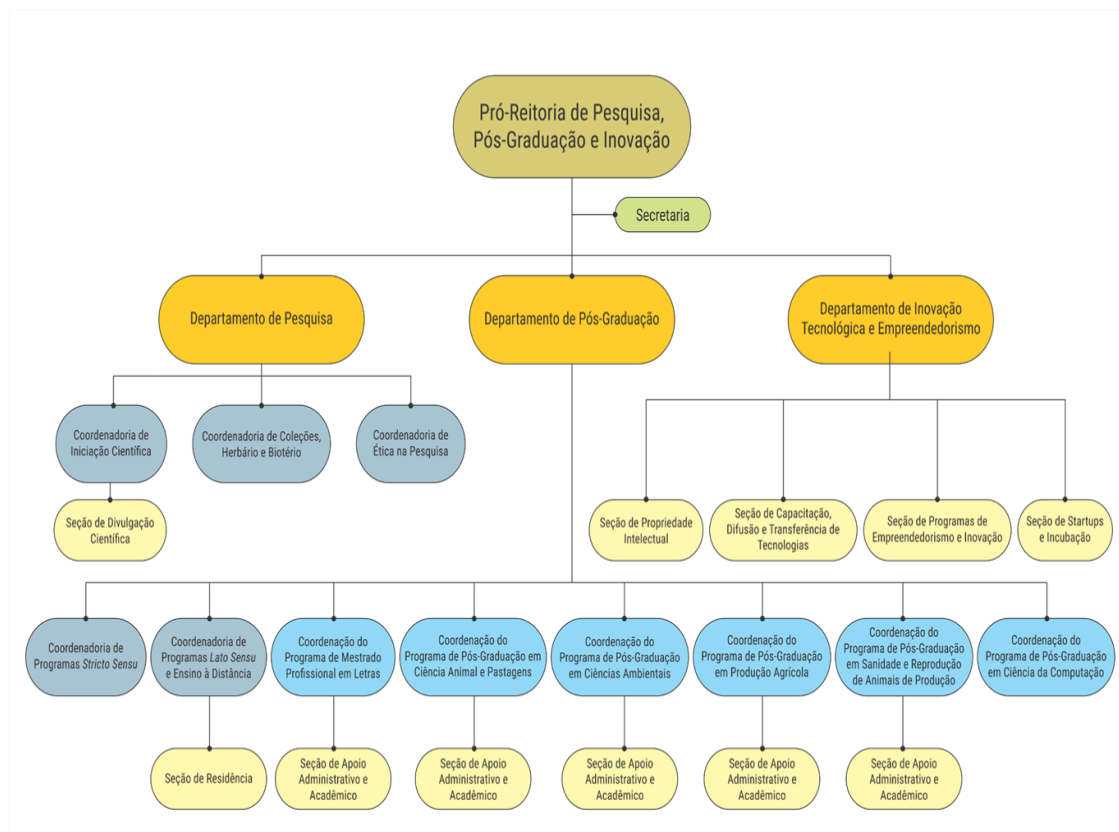 Pró-Reitoria de Pesquisa,
Pós-Graduação e Inovação
Secretaria
Departamento de Pesquisa
Departamento de Pós-Graduação
Departamento de Inovação
Tecnológica e Empreendedorismo
Coordenadoria de
Iniciação Científica
Coordenadoria de Coleções,
Herbário e Biotério
Coordenadoria de
Ética na Pesquisa
Seção de Divulgação
Científica
Seção de Propriedade
Intelectual
Seção de Capacitação,
Difusão e Transferência de
Tecnologias
Seção de Programas de
Empreendedorismo e Inovação
Seção de Startups
e Incubação
Coordenadoria de
Programas Stricto Sensu
Coordenadoria de
Programas Lato Sensu
e Ensino à Distância
Coordenação do
Programa de Mestrado
Profissional em Letras
Coordenação do
Programa de Pós-Graduação em
Ciência Animal e Pastagens
Coordenação do
Programa de Pós-Graduação
em Ciências Ambientais
Coordenação do
Programa de Pós-Graduação
em Produção Agrícola
Coordenação do
Programa de Pós-Graduação
em Sanidade e Reprodução
de Animais de Produção
Coordenação do
Programa de Pós-Graduação
em Ciência da Computação
Seção de Residência
Seção de Apoio
Administrativo e
Acadêmico
Seção de Apoio
Administrativo e
Acadêmico
Seção de Apoio
Administrativo e
Acadêmico
Seção de Apoio
Administrativo e
Acadêmico
Seção de Apoio
Administrativo e
Acadêmico